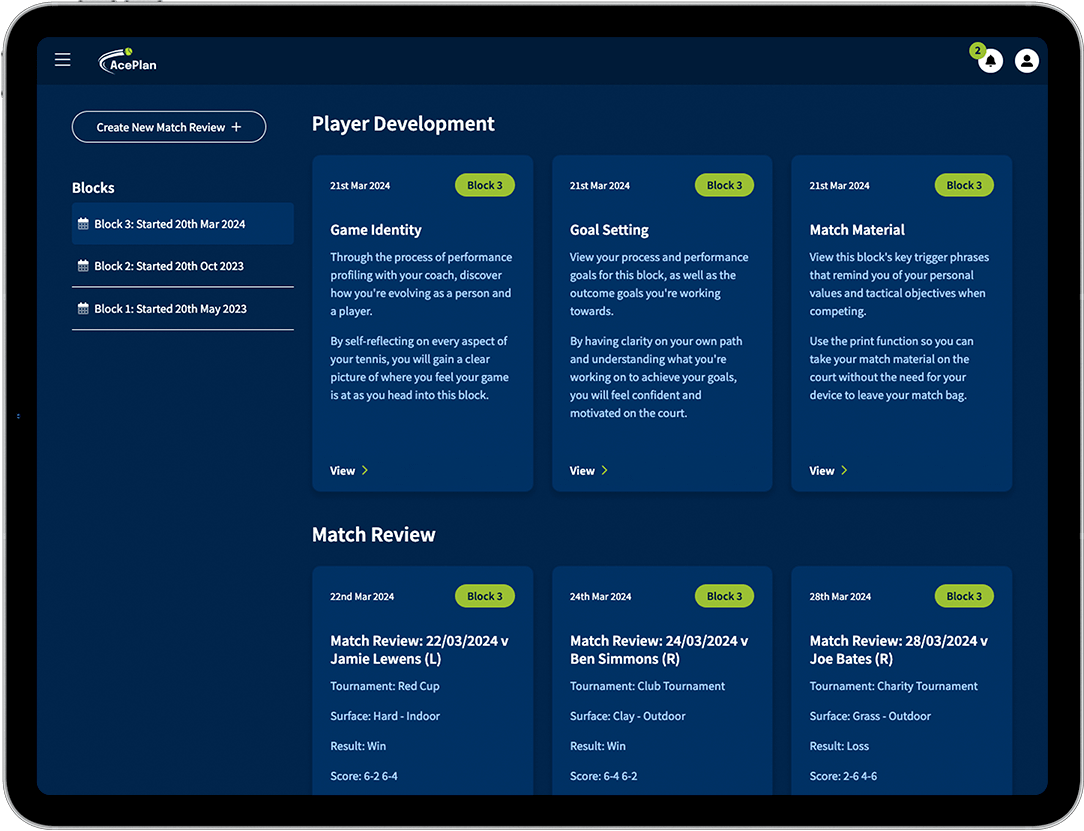 AcePlan
2
Create New Match Review +
Blocks
Block 3: Started 20th Mar 2024
Block 2: Started 20th Oct 2023
Block 1: Started 20th May 2023
Player Development
21st Mar 2024
Block 3
Game Identity
Through the process of performance
profiling with your coach, discover
how you're evolving as a person and
a player.
By self-reflecting on every aspect of
your tennis, you will gain a clear
picture of where you feel your game
is at as you head into this block.
View
21st Mar 2024
Block 3
Goal Setting
View your process and performance
goals for this block, as well as the
outcome goals you're working
towards.
By having clarity on your own path
and understanding what you're
working on to achieve your goals,
you will feel confident and
motivated on the court.
View
21st Mar 2024
Block 3
Match Material
View this block's key trigger phrases
that remind you of your personal
values and tactical objectives when
competing.
Use the print function so you can
take your match material on the
court without the need for your
device to leave your match bag.
View
Match Review
22nd Mar 2024
Block 3
Match Review: 22/03/2024 v
Jamie Lewens (L)
Tournament: Red Cup
Surface: Hard - Indoor
Result: Win
Score: 6-2 6-4
24th Mar 2024
Block 3
Match Review: 24/03/2024 v
Ben Simmons (R)
Tournament: Club Tournament
Surface: Clay - Outdoor
Result: Win
Score: 6-4 6-2
28th Mar 2024
Block 3
Match Review: 28/03/2024 v
Joe Bates (R)
Tournament: Charity Tournament
Surface: Grass - Outdoor
Result: Loss
Score: 2-6 4-6